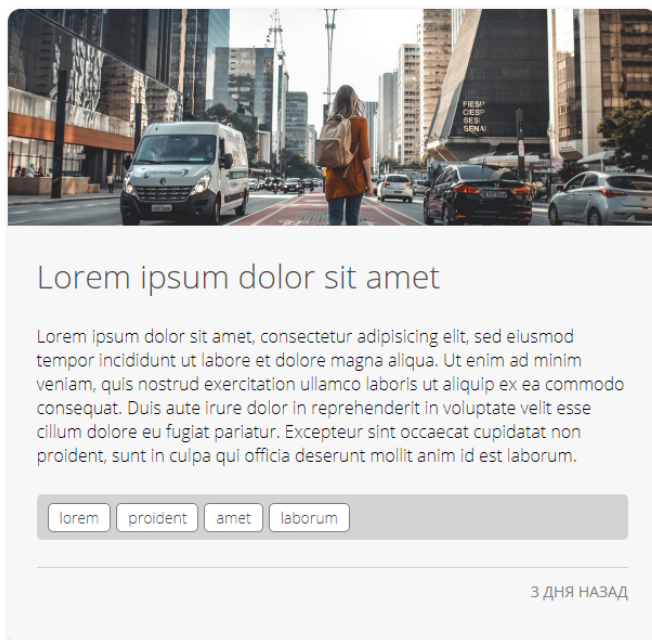 FIESP
CIESP
SESI
SENAI
Lorem ipsum dolor sit amet
Lorem ipsum dolor sit amet, consectetur adipisicing elit, sed eiusmod
tempor incididunt ut labore et dolore magna aliqua. Ut enim ad minim
veniam, quis nostrud exercitation ullamco laboris ut aliquip ex ea commodo
consequat. Duis aute irure dolor in reprehenderit in voluptate velit esse
cillum dolore eu fugiat pariatur. Excepteur sint occaecat cupidatat non
proident, sunt in culpa qui officia deserunt mollit anim id est laborum.
lorem proident amet laborum
3 ДНЯ НАЗАД